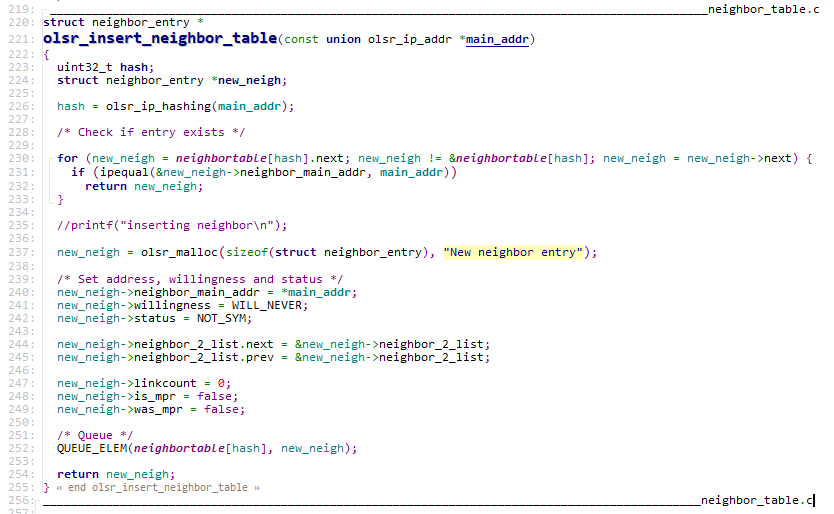 219: ____________________________________________________________________________________________neighbor_table.c
220: struct neighbor_entry *
221: olsr_insert_neighbor_table(const union olsr_ip_addr *main_addr)
222: {
223:   uint32_t hash;
224:   struct neighbor_entry *new_neigh;
225:
226:   hash = olsr_ip_hashing(main_addr);
227:
228:   /* Check if entry exists */
229:
230:   for (new_neigh = neighbortable[hash].next; new_neigh != &neighbortable[hash]; new_neigh = new_neigh->next) {
231:     if (ipequal(&new_neigh->neighbor_main_addr, main_addr))
232:       return new_neigh;
233:   }
234:
235:   //printf("inserting neighbor\n");
236:
237:   new_neigh = olsr_malloc(sizeof(struct neighbor_entry), "New neighbor entry");
238:
239:   /* Set address, willingness and status */
240:   new_neigh->neighbor_main_addr = *main_addr;
241:   new_neigh->willingness = WILL_NEVER;
242:   new_neigh->status = NOT_SYM;
243:
244:   new_neigh->neighbor_2_list.next = &new_neigh->neighbor_2_list;
245:   new_neigh->neighbor_2_list.prev = &new_neigh->neighbor_2_list;
246:
247:   new_neigh->linkcount = 0;
248:   new_neigh->is_mpr = false;
249:   new_neigh->was_mpr = false;
250:
251:   /* Queue */
252:   QUEUE_ELEM(neighbortable[hash], new_neigh);
253:
254:   return new_neigh;
255: } « end olsr_insert_neighbor_table »
256: ____________________________________________________________________________________________neighbor_table.c
257: